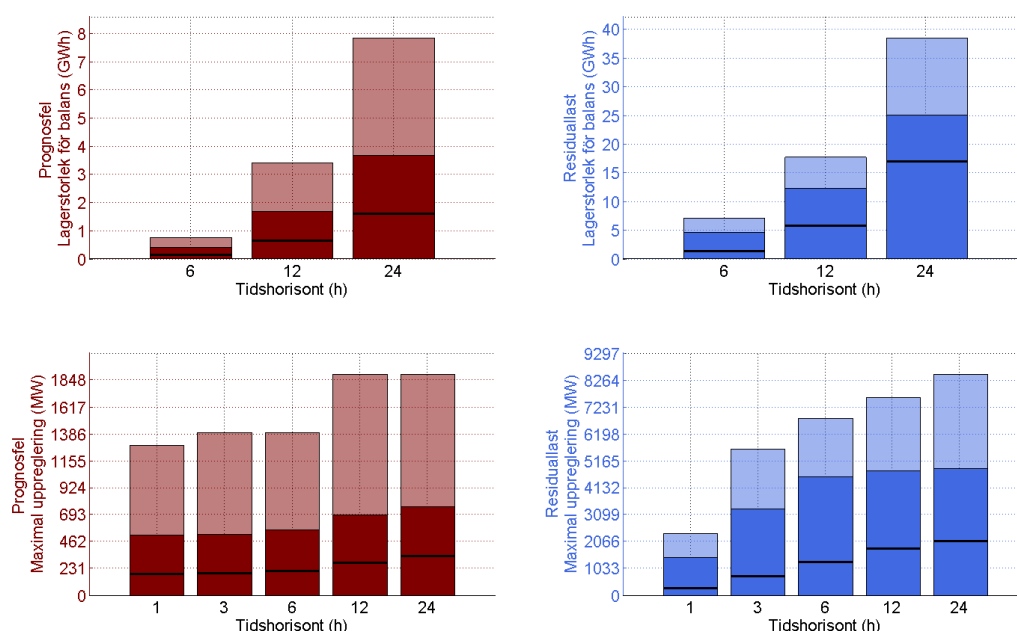 Prognosfel
Lagerstorlek för balans (GWh)
8
7
6
5
4
3
2
1
0
6 12 24
Tidshorisont (h)
Residuallast
Lagerstorlek för balans (GWh)
40
35
30
25
20
15
10
5
0
6 12 24
Tidshorisont (h)
Prognosfel
Maximal uppreglering (MW)
1848
1617
1386
1155
924
693
462
231
0
1 3 6 12 24
Tidshorisont (h)
Residuallast
Maximal uppreglering (MW)
9297
8264
7231
6198
5165
4132
3099
2066
1033
0
1 3 6 12 24
Tidshorisont (h)